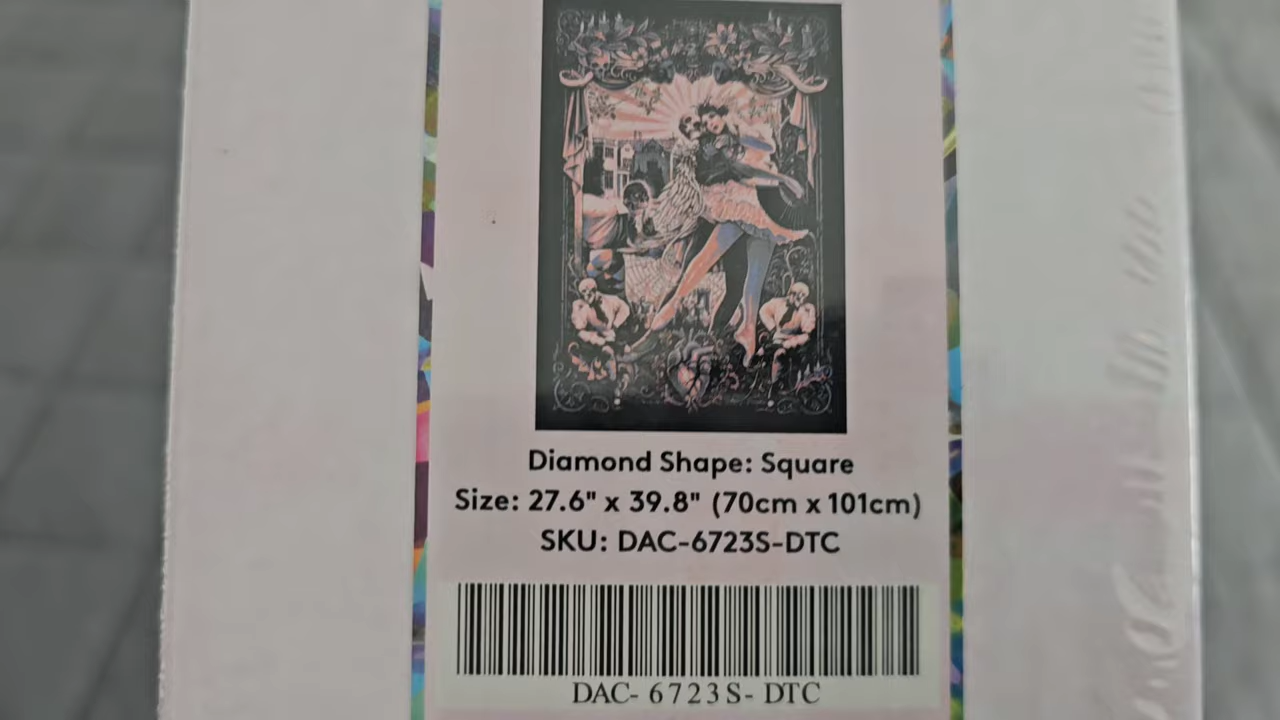 Diamond Shape: Square
Size: 27.6" x 39.8" (70cm x 101cm)
SKU: DAC-6723S-DTC
DAC- 6723S- DTC